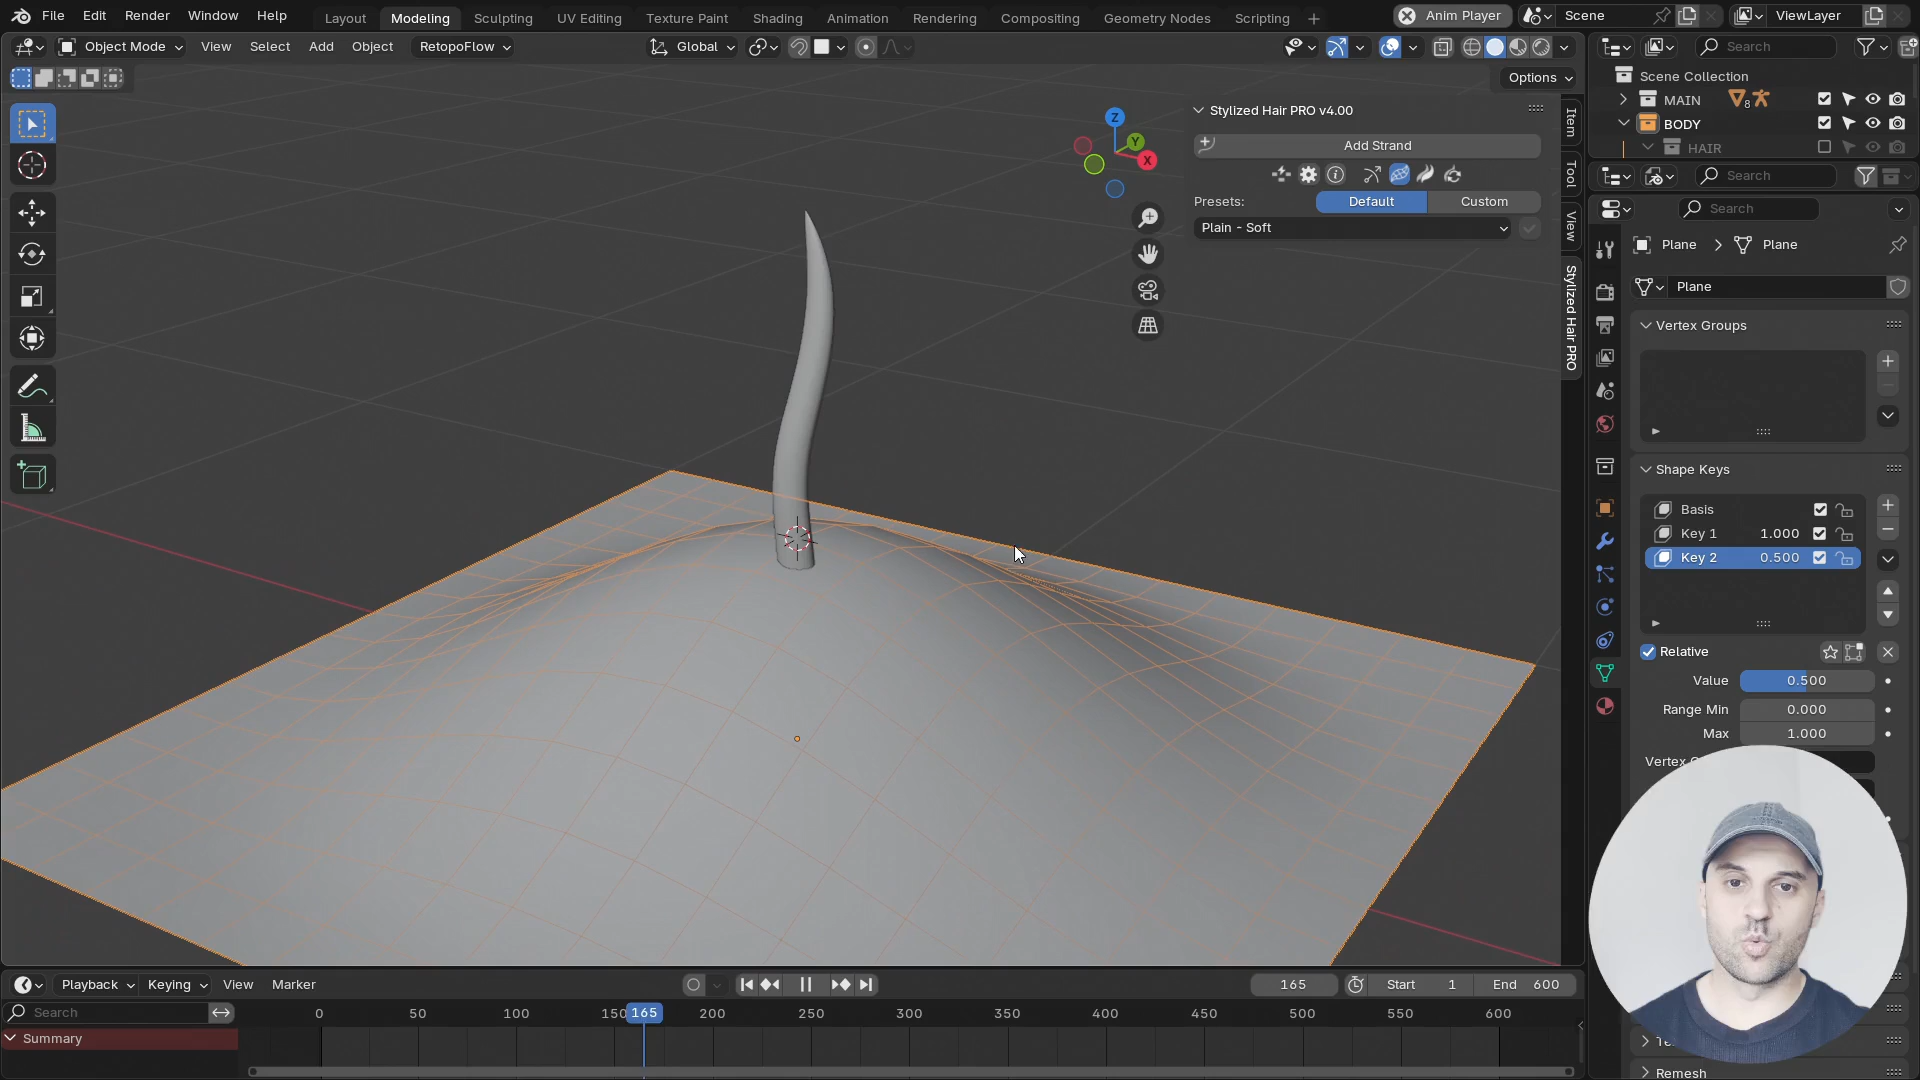 File Edit Render Window Help Layout Modeling Sculpting UV Editing Texture Paint Shading Animation Rendering Compositing Geometry Nodes Scripting + Anim Player Scene ViewLayer
Object Mode View Select Add Object RetopoFlow Global Search
Options
Scene Collection
MAIN 8
BODY
HAIR
Search
Search
Plane Plane
Plane
Vertex Groups
Shape Keys
Basis
Key 1 1.000
Key 2 0.500
Relative
Value 0.500
Range Min 0.000
Max 1.000
Vertex
Remesh
Stylized Hair PRO v4.00
Add Strand
Presets: Default Custom
Plain - Soft
Item
Tool
View
Stylized Hair PRO
Z
Y
X
Playback Keying View Marker 165 Start 1 End 600
Search 0 50 100 150 165 200 250 300 350 400 450 500 550 600
Summary